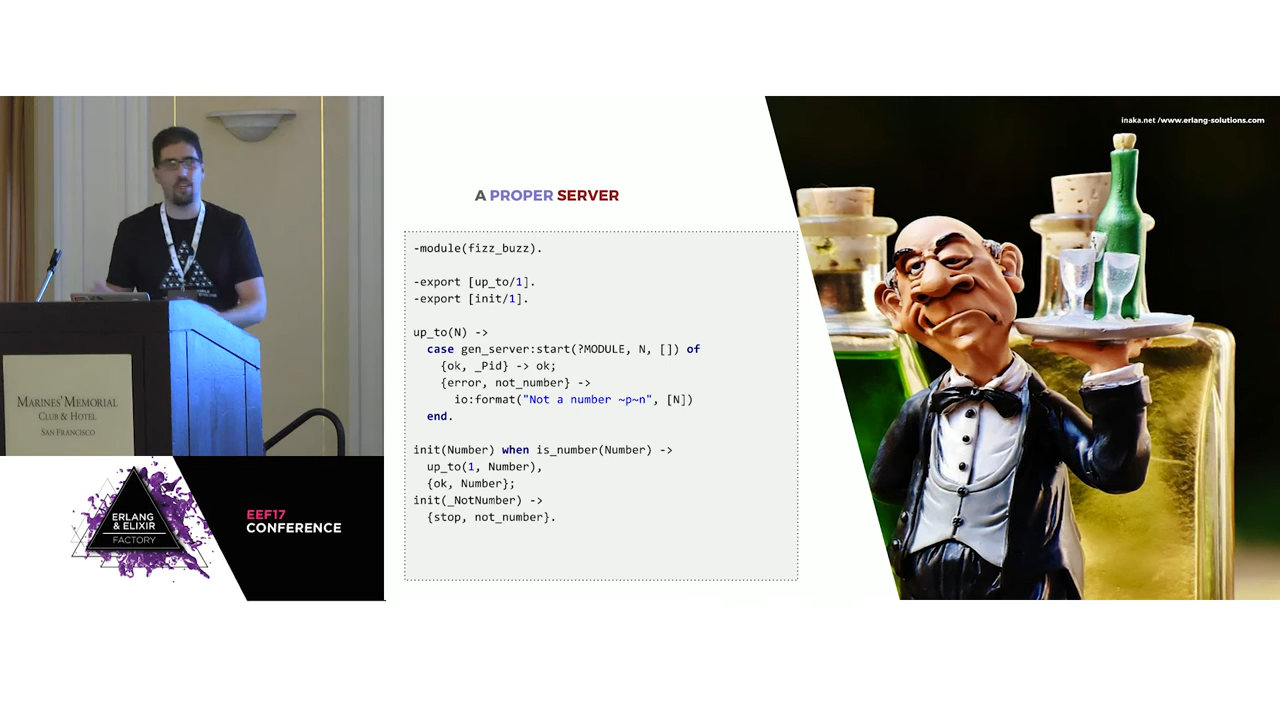 inaka.net /www.erlang-solutions.com
A PROPER SERVER
-module(fizz_buzz).
-export [up_to/1].
-export [init/1].
up_to(N) ->
case gen_server:start(?MODULE, N, []) of
{ok, _Pid} -> ok;
{error, not_number} ->
io:format("Not a number ~p~n", [N])
end.
init(Number) when is_number(Number) ->
up_to(1, Number),
{ok, Number};
init(_NotNumber) ->
{stop, not_number}.
MARINES' MEMORIAL
CLUB & HOTEL
SAN FRANCISCO
ERLANG
& ELIXIR
FACTORY
EEF17
CONFERENCE